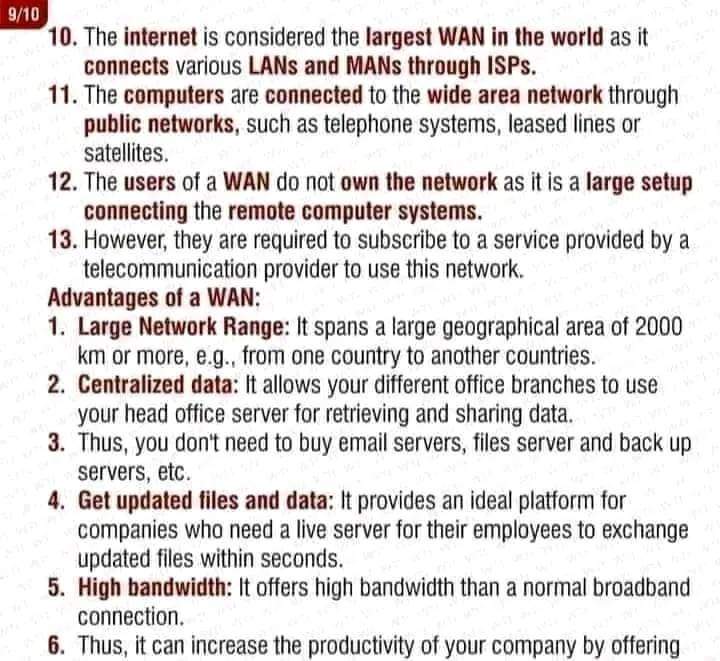 9/10
10. The internet is considered the largest WAN in the world as it
connects various LANs and MANs through ISPs.
11. The computers are connected to the wide area network through
public networks, such as telephone systems, leased lines or
satellites.
12. The users of a WAN do not own the network as it is a large setup
connecting the remote computer systems.
13. However, they are required to subscribe to a service provided by a
telecommunication provider to use this network.
Advantages of a WAN:
1. Large Network Range: It spans a large geographical area of 2000
km or more, e.g., from one country to another countries.
2. Centralized data: It allows your different office branches to use
your head office server for retrieving and sharing data.
3. Thus, you don't need to buy email servers, files server and back up
servers, etc.
4. Get updated files and data: It provides an ideal platform for
companies who need a live server for their employees to exchange
updated files within seconds.
5. High bandwidth: It offers high bandwidth than a normal broadband
connection.
6. Thus, it can increase the productivity of your company by offering